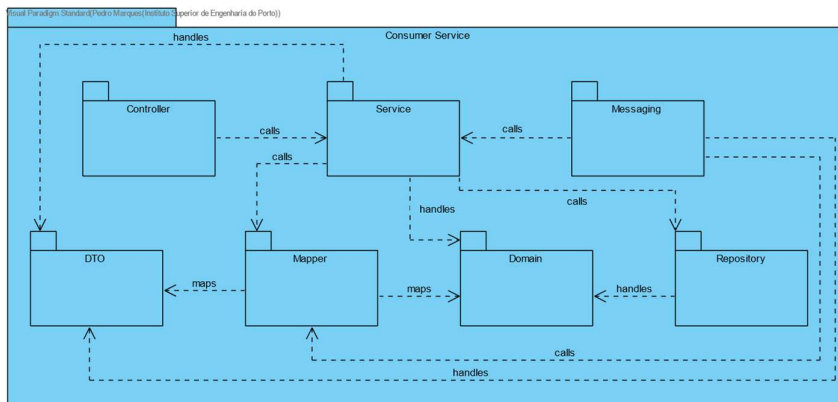 Visual Paradigm Standard(Pedro Marques(Instituto Superior de Engenharia do Porto))
Consumer Service
handles
Controller
Service
Messaging
calls
calls
calls
handles
calls
DTO
Mapper
Domain
Repository
maps
maps
handles
calls
handles